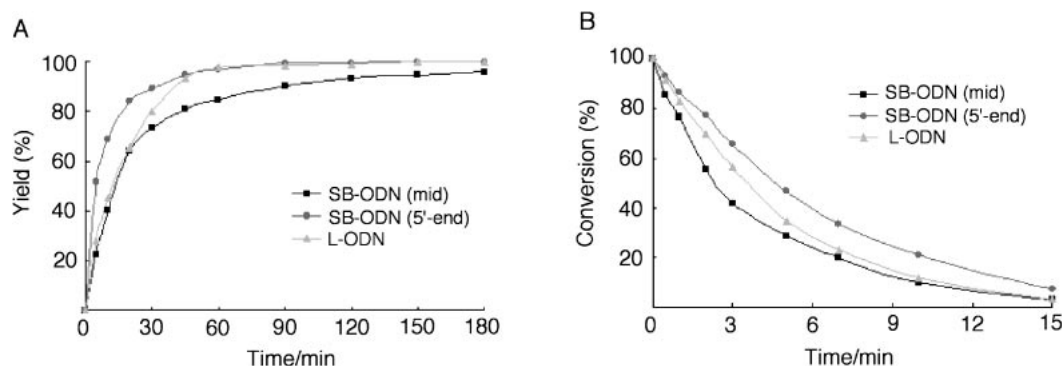 A
100
80
60
40
20
0
30
60
90
120
150
180
Yield (%)
Time/min
SB-ODN (mid)
SB-ODN (5'-end)
L-ODN
B
100
80
60
40
20
0
3
6
9
12
15
Conversion (%)
Time/min
SB-ODN (mid)
SB-ODN (5'-end)
L-ODN